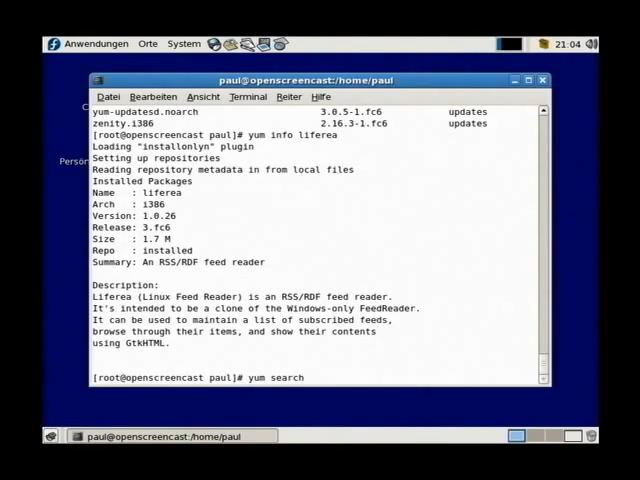 Anwendungen Orte System 21:04
paul@openscreencast:/home/paul
Datei Bearbeiten Ansicht Terminal Reiter Hilfe
yum-updatesd.noarch 3.0.5-1.fc6 updates
zenity.i386 2.16.3-1.fc6 updates
[root@openscreencast paul]# yum info liferea
Loading "installonlyn" plugin
Setting up repositories
Reading repository metadata in from local files
Installed Packages
Name : liferea
Arch : i386
Version: 1.0.26
Release: 3.fc6
Size : 1.7 M
Repo : installed
Summary: An RSS/RDF feed reader
Description:
Liferea (Linux Feed Reader) is an RSS/RDF feed reader.
It's intended to be a clone of the Windows-only FeedReader.
It can be used to maintain a list of subscribed feeds,
browse through their items, and show their contents
using GtkHTML.
[root@openscreencast paul]# yum search
Persön
paul@openscreencast:/home/paul